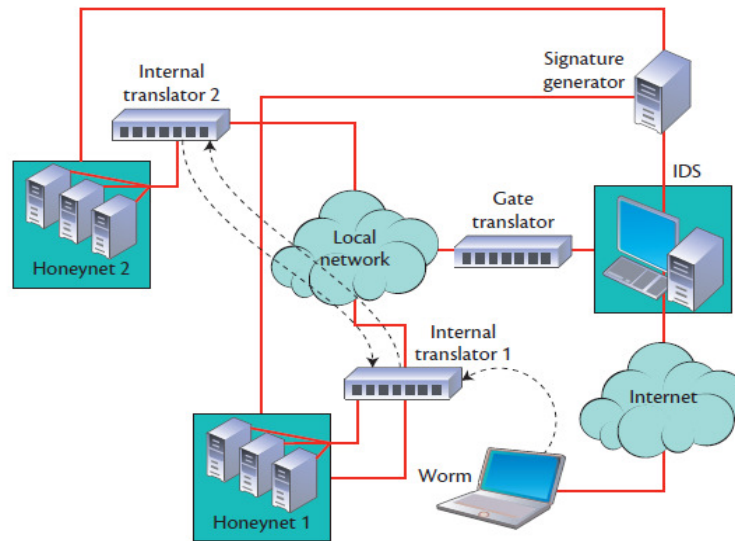 Internal
translator 2
Signature
generator
IDS
Gate
translator
Local
network
Honeynet 2
Internal
translator 1
Internet
Worm
Honeynet 1